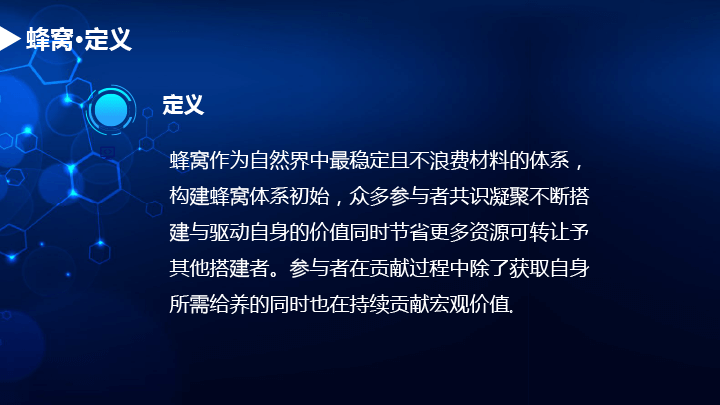 蜂窝·定义
定义
蜂窝作为自然界中最稳定且不浪费材料的体系，
构建蜂窝体系初始，众多参与者共识凝聚不断搭
建与驱动自身的价值同时节省更多资源可转让予
其他搭建者。参与者在贡献过程中除了获取自身
所需给养的同时也在持续贡献宏观价值.